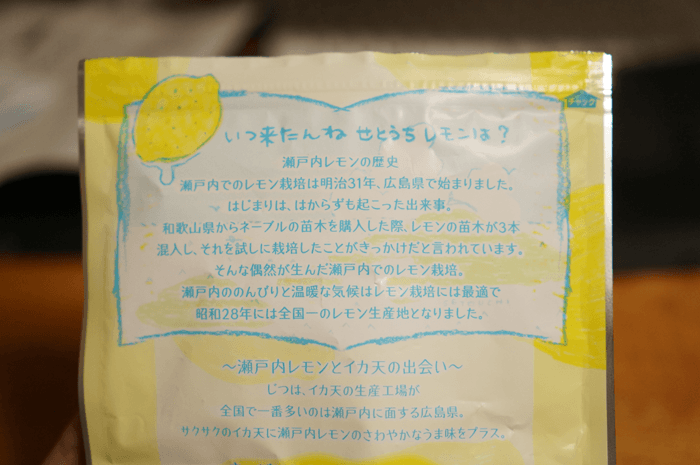 チャック
いつ来たんね せとうちレモンは?
瀬戸内レモンの歴史
瀬戸内でのレモン栽培は明治31年、広島県で始まりました。
はじまりは、はからずも起こった出来事。
和歌山県からネーブルの苗木を購入した際、レモンの苗木が3本
混入し、それを試しに栽培したことがきっかけだと言われています。
そんな偶然が生んだ瀬戸内でのレモン栽培。
瀬戸内ののんびりと温暖な気候はレモン栽培には最適で
昭和28年には全国一のレモン生産地となりました。
〜瀬戸内レモンとイカ天の出会い〜
じつは、イカ天の生産工場が
全国で一番多いのは瀬戸内に面する広島県。
サクサクのイカ天に瀬戸内レモンのさわやかなうま味をプラス。